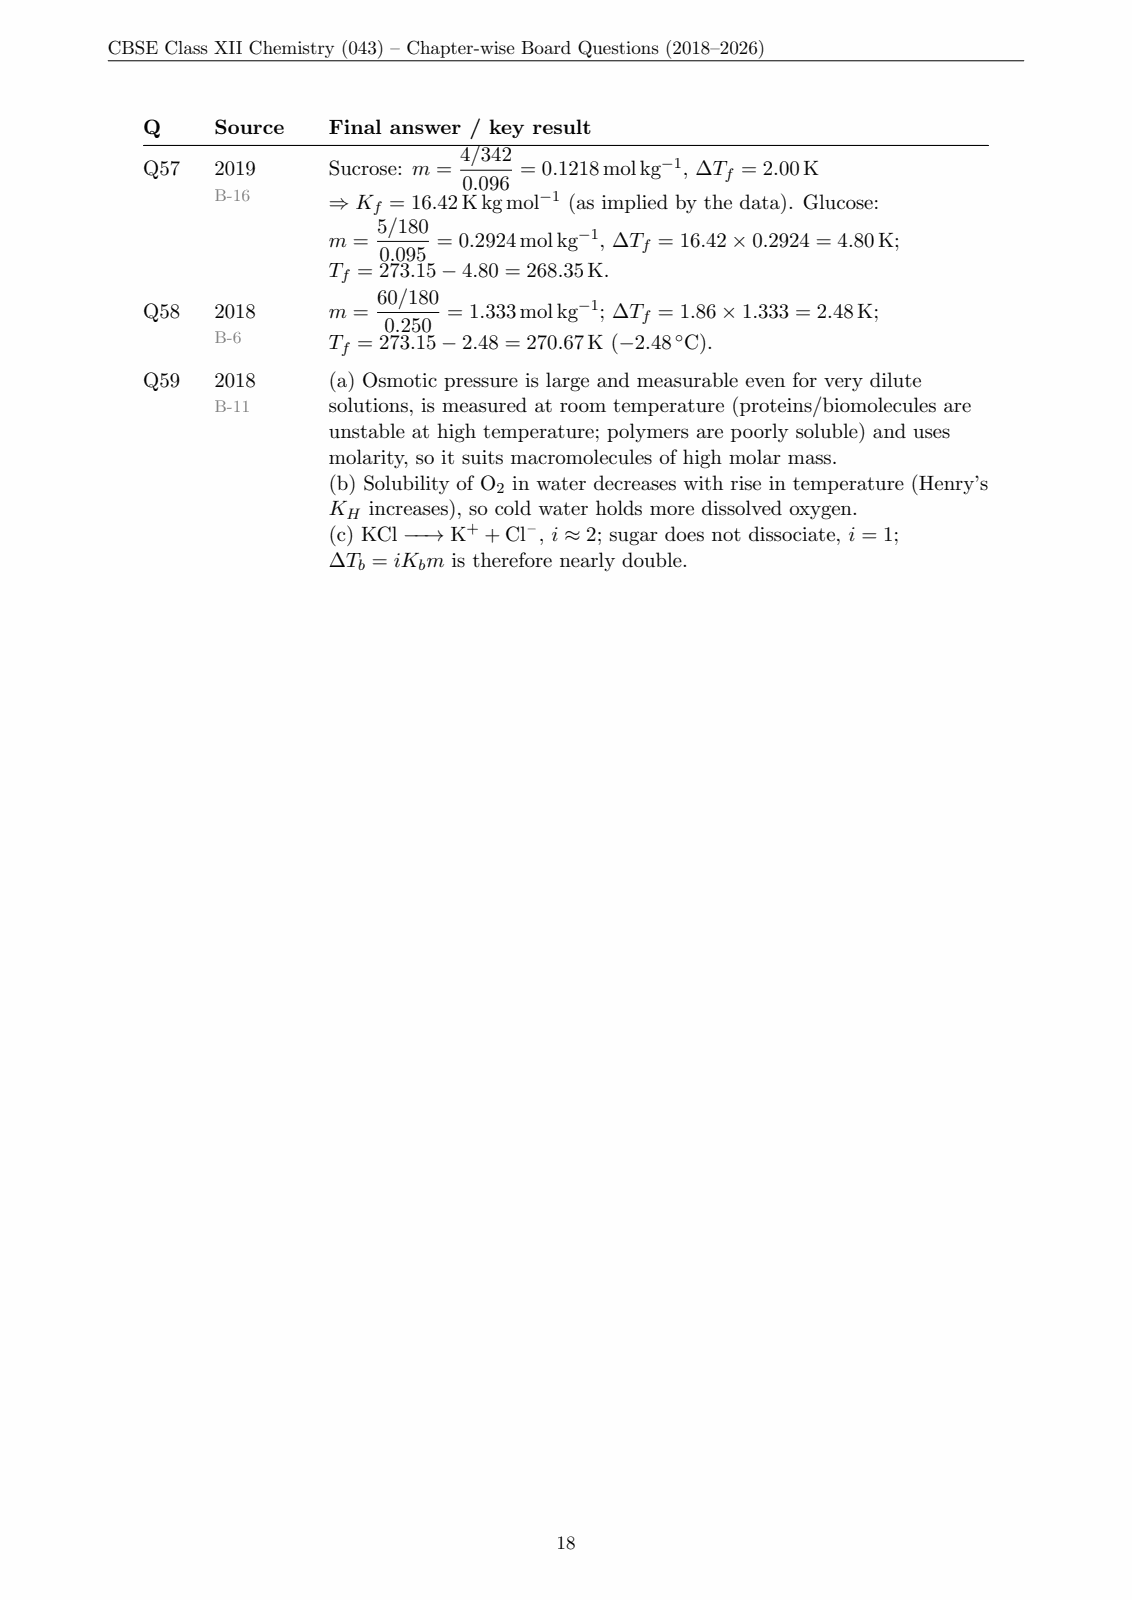 CBSE Class XII Chemistry (043) – Chapter-wise Board Questions (2018–2026)
Q Source Final answer / key result
Q57 2019 Sucrose: m = (4/342)/0.096 = 0.1218 mol kg⁻¹, ΔT_f = 2.00 K
B-16
⇒ K_f = 16.42 K kg mol⁻¹ (as implied by the data). Glucose:
m = (5/180)/0.095 = 0.2924 mol kg⁻¹, ΔT_f = 16.42 × 0.2924 = 4.80 K;
T_f = 273.15 − 4.80 = 268.35 K.
Q58 2018 m = (60/180)/0.250 = 1.333 mol kg⁻¹; ΔT_f = 1.86 × 1.333 = 2.48 K;
B-6
T_f = 273.15 − 2.48 = 270.67 K (−2.48 °C).
Q59 2018 (a) Osmotic pressure is large and measurable even for very dilute
B-11 solutions, is measured at room temperature (proteins/biomolecules are
unstable at high temperature; polymers are poorly soluble) and uses
molarity, so it suits macromolecules of high molar mass.
(b) Solubility of O₂ in water decreases with rise in temperature (Henry's
K_H increases), so cold water holds more dissolved oxygen.
(c) KCl ⟶ K⁺ + Cl⁻, i ≈ 2; sugar does not dissociate, i = 1;
ΔT_b = iK_bm is therefore nearly double.
18